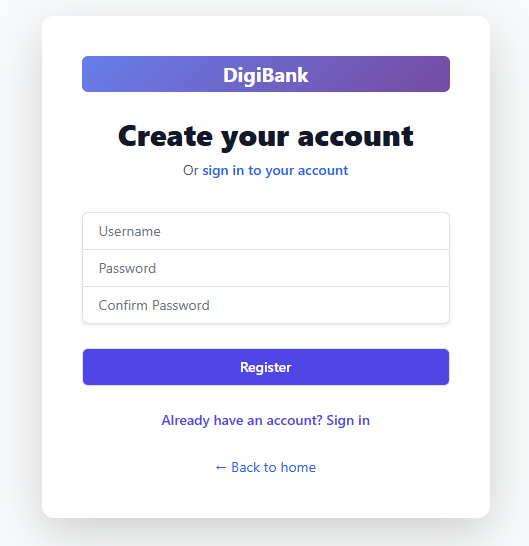 DigiBank
Create your account
Or sign in to your account
Username
Password
Confirm Password
Register
Already have an account? Sign in
← Back to home